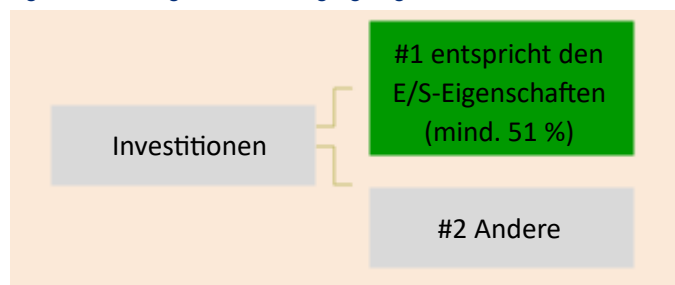 Investitionen
#1 entspricht den
E/S-Eigenschaften
(mind. 51 %)
#2 Andere